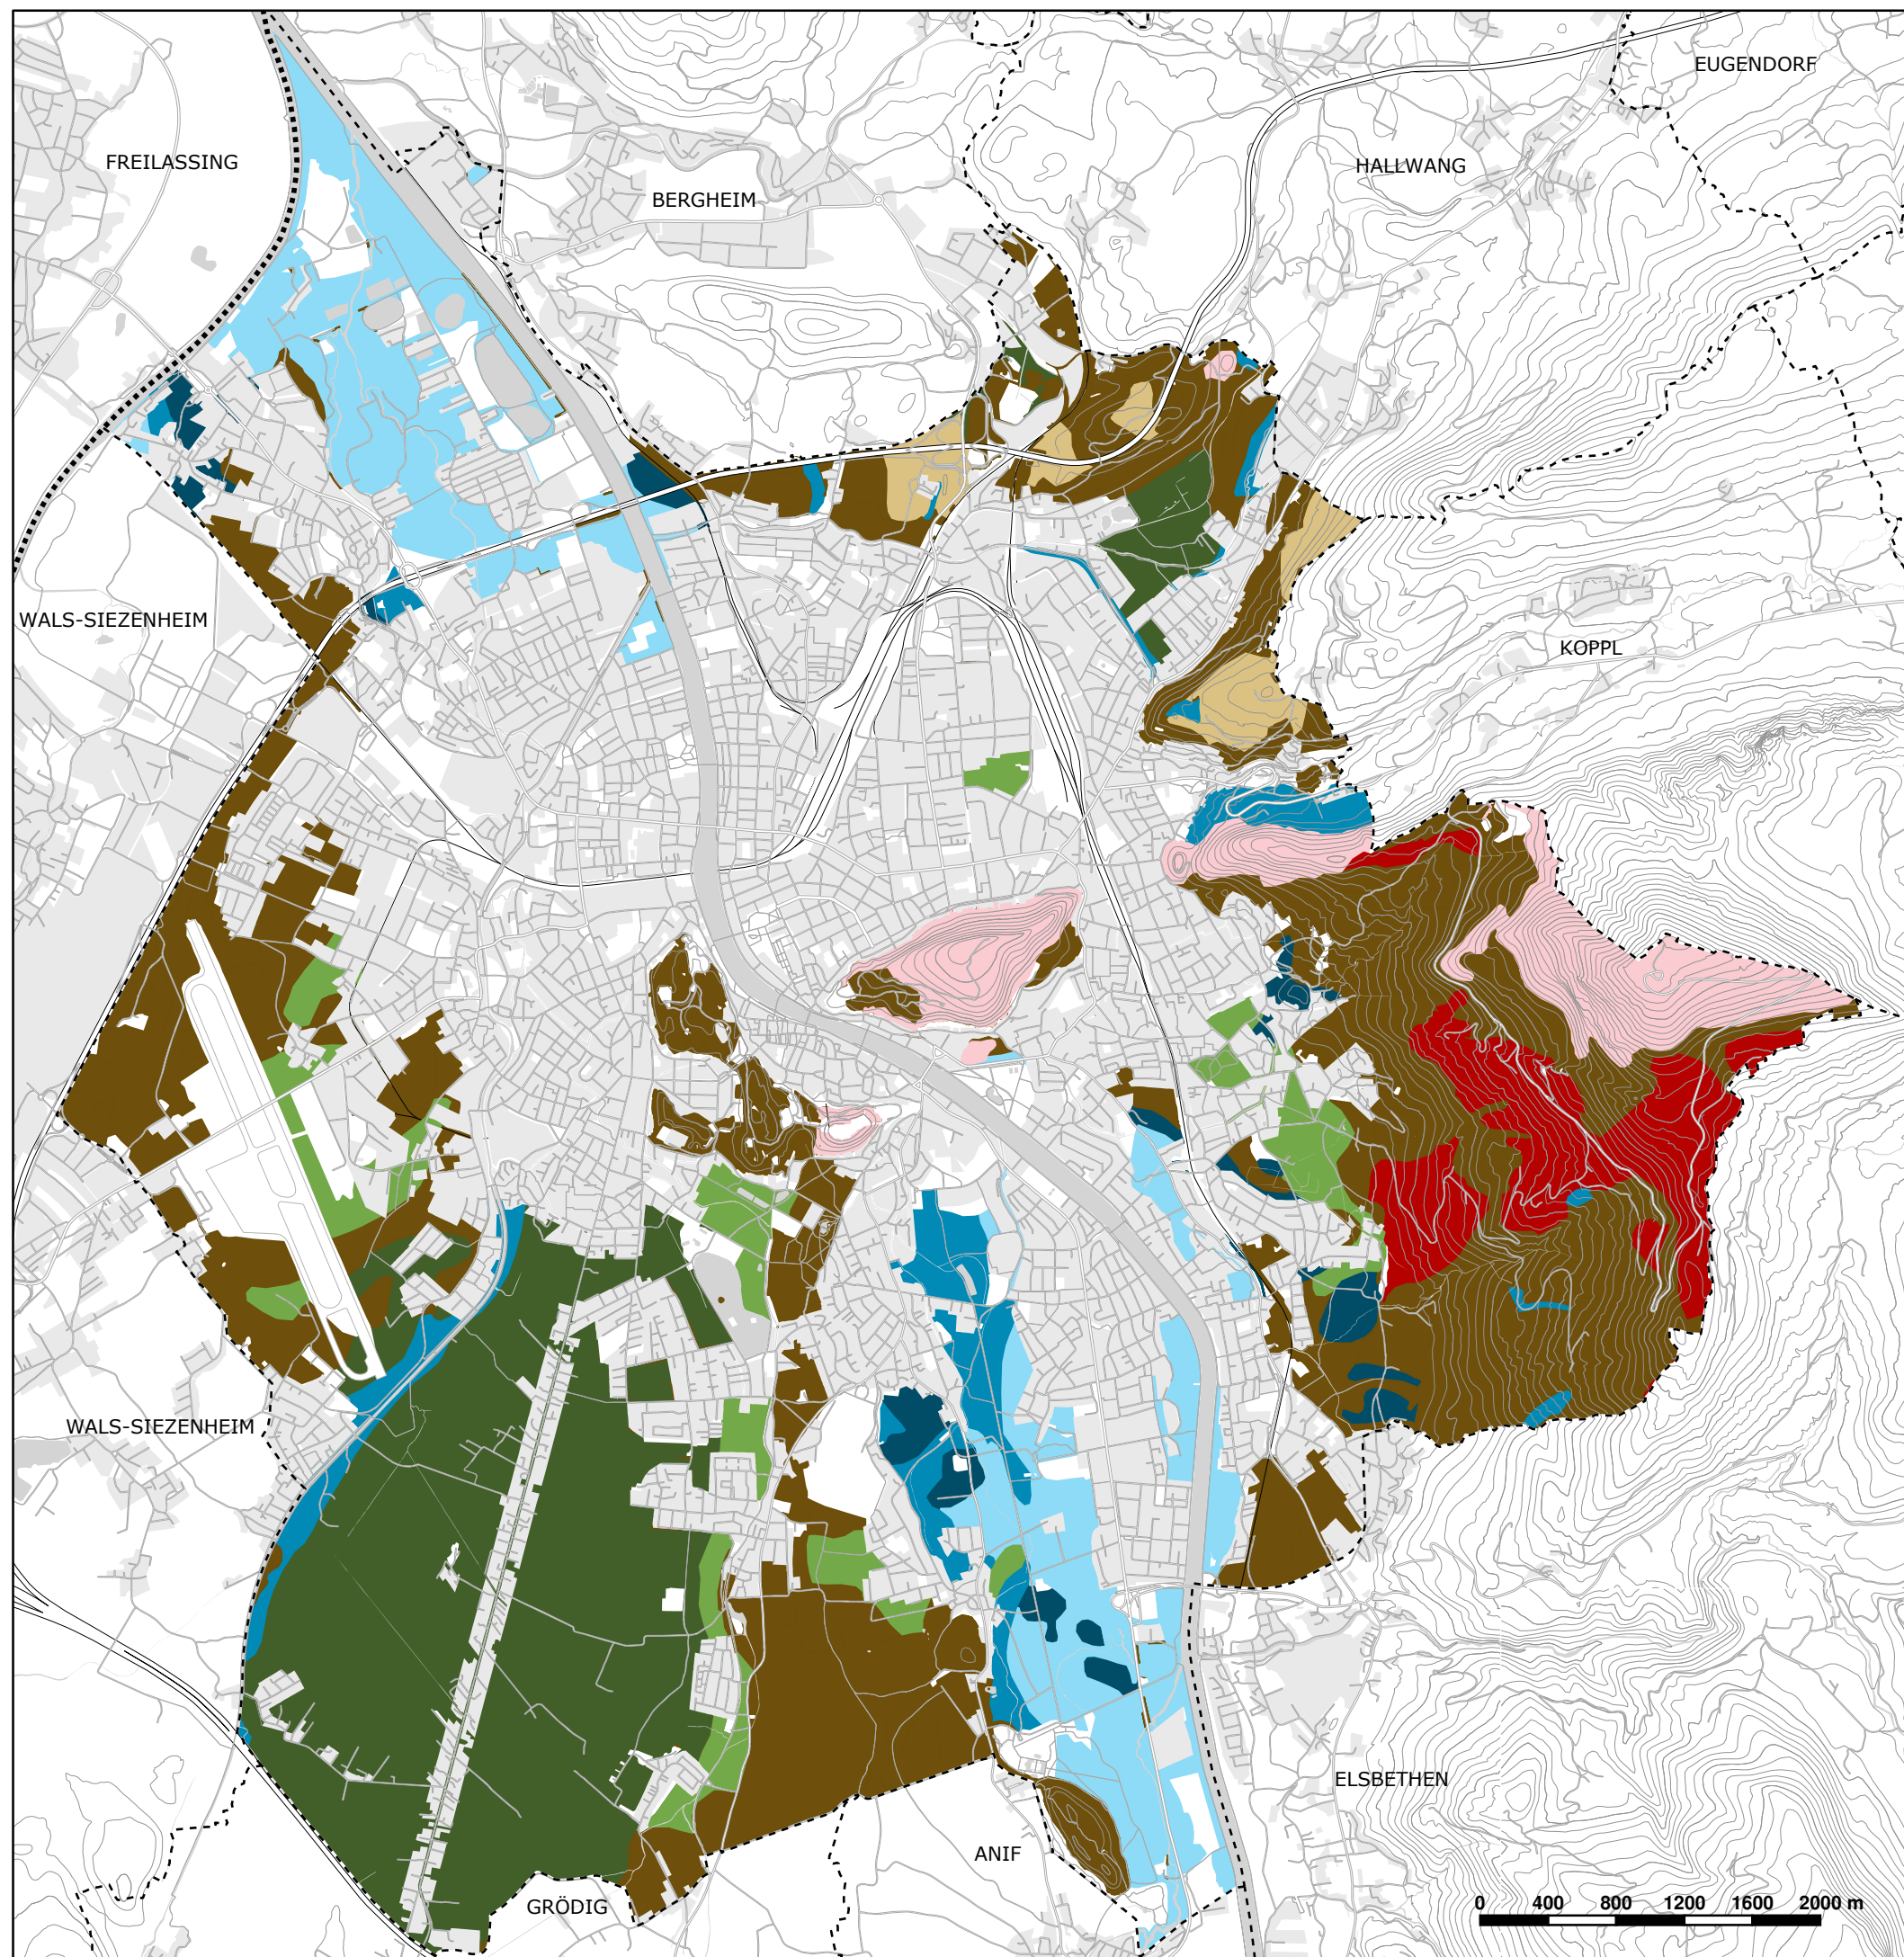 EUGENDORF
FREILASSING
HALLWANG
BERGHEIM
WALS-SIEZENHEIM
KOPPL
WALS-SIEZENHEIM
ELSBETHEN
ANIF
GRÖDIG
0 400 800 1200 1600 2000 m